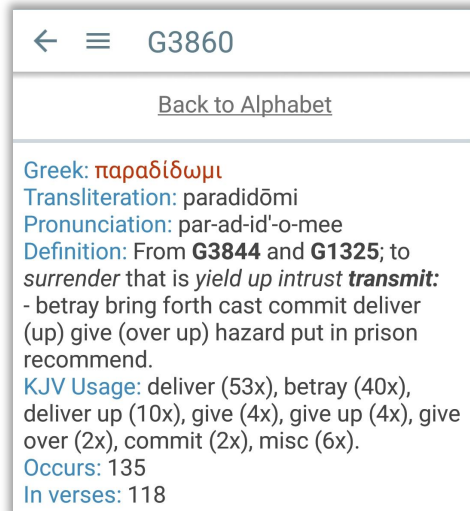 G3860
Back to Alphabet
Greek: παραδίδωμι
Transliteration: paradidōmi
Pronunciation: par-ad-id'-o-mee
Definition: From G3844 and G1325; to
surrender that is yield up intrust transmit:
- betray bring forth cast commit deliver
(up) give (over up) hazard put in prison
recommend.
KJV Usage: deliver (53x), betray (40x),
deliver up (10x), give (4x), give up (4x), give
over (2x), commit (2x), misc (6x).
Occurs: 135
In verses: 118